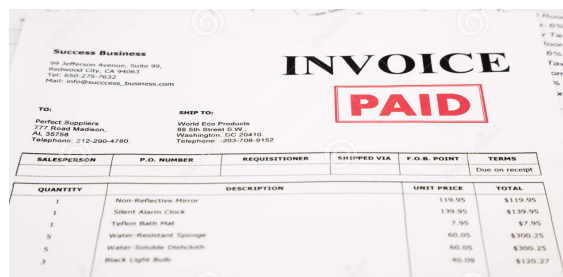 Success Business
99 Jefferson Avenue, Suite 99,
Redwood City, CA 94063
Tel: 650-275-7632
Mail: info@succcess_business.com
INVOICE
PAID
TO:
Perfect Suppliers
777 Road Madison,
AL 35758
Telephone: 212-290-4780.
SHIP TO:
World Eco Products
88 5th Street S.W.,
Washington, DC 20410.
Telephone: -203-708-9152
SALESPERSON P.O. NUMBER REQUISITIONER SHIPPED VIA F.O.B. POINT TERMS
Due on receipt
QUANTITY DESCRIPTION UNIT PRICE TOTAL
1 Non-Reflective Mirror 119.95 $119.95
1 Silent Alarm Clock 139.95 $139.95
1 Teflon Bath Mat 7.95 $7.95
5 Water-Resistant Sponge 60.05 $300.25
5 Water-Soluble Dishcloth 60.05 $300.25
3 Black Light Bulb 40.09 $120.27